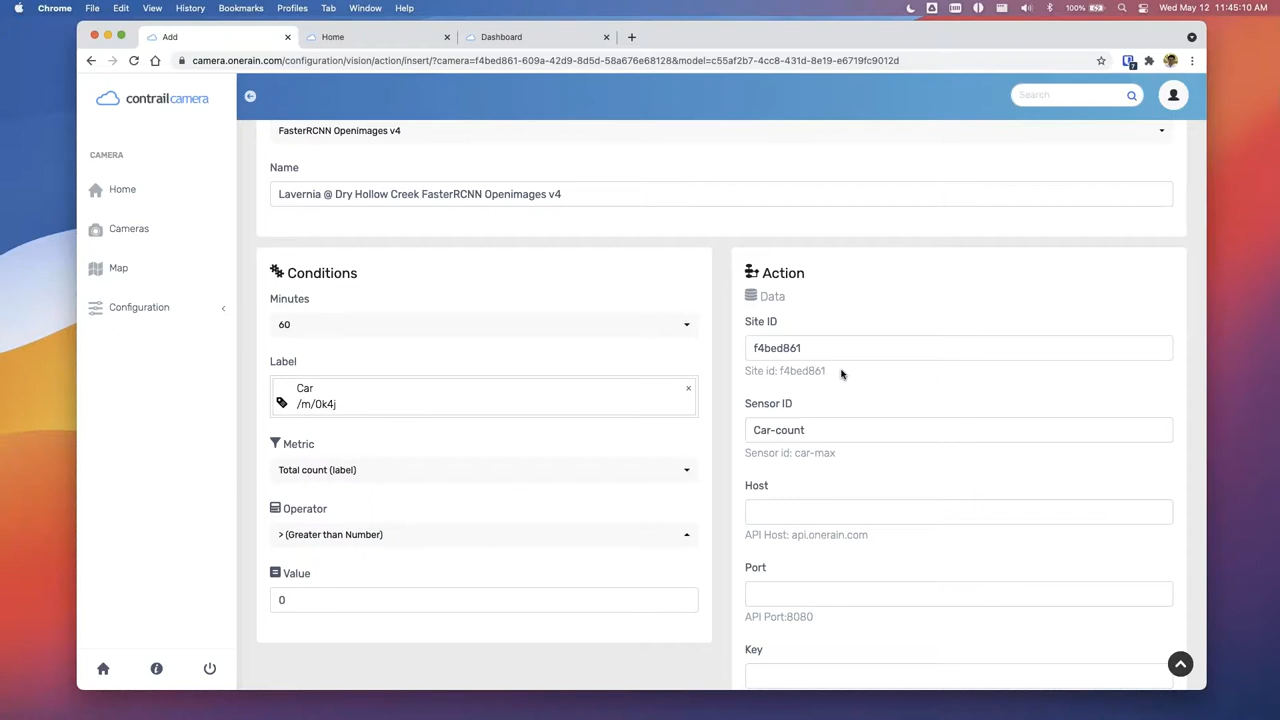 Chrome File Edit View History Bookmarks Profiles Tab Window Help
100% Wed May 12 11:45:10 AM
Add
Home
Dashboard
camera.onerain.com/configuration/vision/action/insert/?camera=f4bed861-609a-42d9-8d5d-58a676e68128&model=c55af2b7-4cc8-431d-8e19-e6719fc9012d
contrailcamera
Search
CAMERA
Home
Cameras
Map
Configuration
FasterRCNN Openimages v4
Name
Lavernia @ Dry Hollow Creek FasterRCNN Openimages v4
Conditions
Minutes
60
Label
Car
/m/0k4j
Metric
Total count (label)
Operator
> (Greater than Number)
Value
0
Action
Data
Site ID
f4bed861
Site id: f4bed861
Sensor ID
Car-count
Sensor id: car-max
Host
API Host: api.onerain.com
Port
API Port:8080
Key